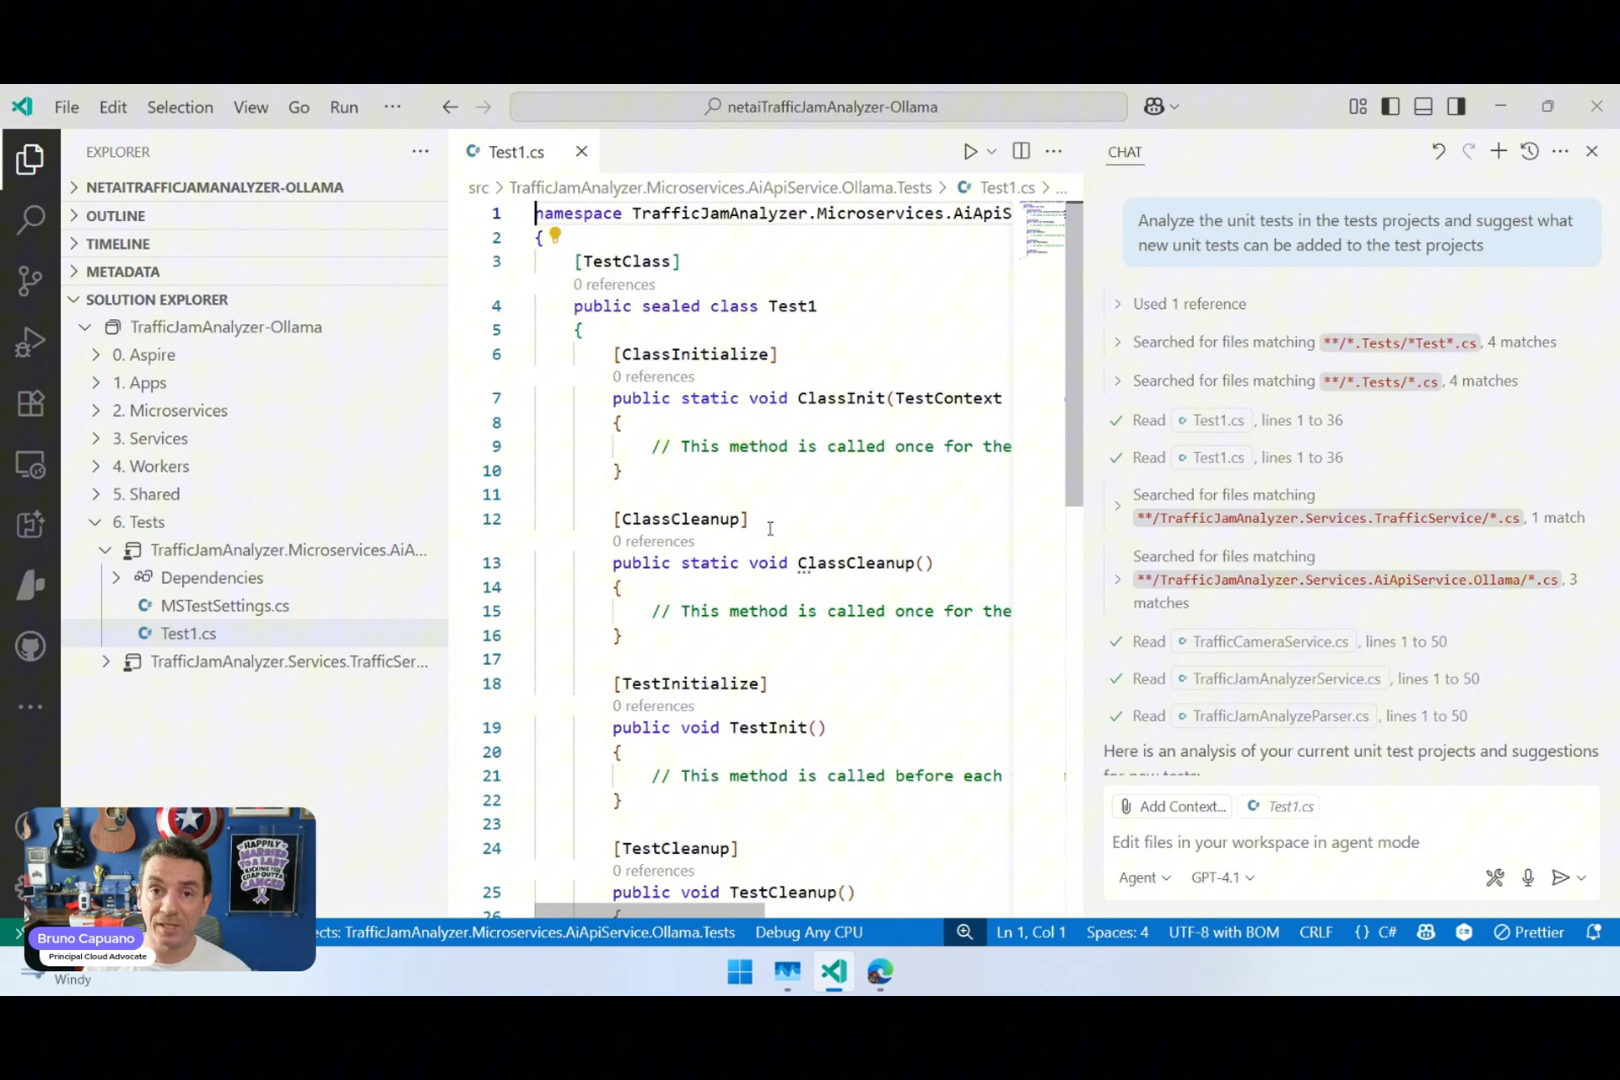 File Edit Selection View Go Run ··· netaiTrafficJamAnalyzer-Ollama
EXPLORER
NETAITRAFFICJAMANALYZER-OLLAMA
OUTLINE
TIMELINE
METADATA
SOLUTION EXPLORER
TrafficJamAnalyzer-Ollama
0. Aspire
1. Apps
2. Microservices
3. Services
4. Workers
5. Shared
6. Tests
TrafficJamAnalyzer.Microservices.AiA...
Dependencies
MSTestSettings.cs
Test1.cs
TrafficJamAnalyzer.Services.TrafficSer...
Test1.cs
src > TrafficJamAnalyzer.Microservices.AiApiService.Ollama.Tests > Test1.cs > ...
1 namespace TrafficJamAnalyzer.Microservices.AiApiS
2 {
3 [TestClass]
0 references
4 public sealed class Test1
5 {
6 [ClassInitialize]
0 references
7 public static void ClassInit(TestContext
8 {
9 // This method is called once for the
10 }
11
12 [ClassCleanup]
0 references
13 public static void ClassCleanup()
14 {
15 // This method is called once for the
16 }
17
18 [TestInitialize]
0 references
19 public void TestInit()
20 {
21 // This method is called before each
22 }
23
24 [TestCleanup]
0 references
25 public void TestCleanup()
26 {
CHAT
Analyze the unit tests in the tests projects and suggest what
new unit tests can be added to the test projects
Used 1 reference
Searched for files matching **/*.Tests/*Test*.cs, 4 matches
Searched for files matching **/*.Tests/*.cs, 4 matches
Read Test1.cs, lines 1 to 36
Read Test1.cs, lines 1 to 36
Searched for files matching
**/TrafficJamAnalyzer.Services.TrafficService/*.cs, 1 match
Searched for files matching
**/TrafficJamAnalyzer.Services.AiApiService.Ollama/*.cs, 3
matches
Read TrafficCameraService.cs, lines 1 to 50
Read TrafficJamAnalyzerService.cs, lines 1 to 50
Read TrafficJamAnalyzeParser.cs, lines 1 to 50
Here is an analysis of your current unit test projects and suggestions
for new tests:
Add Context... Test1.cs
Edit files in your workspace in agent mode
Agent GPT-4.1
HAPPILY
MARRIED
TO A LADY
KICKING THE
CRAP OUTTA
CANCER
Bruno Capuano
Principal Cloud Advocate
ects: TrafficJamAnalyzer.Microservices.AiApiService.Ollama.Tests Debug Any CPU Ln 1, Col 1 Spaces: 4 UTF-8 with BOM CRLF {} C# Prettier
Windy